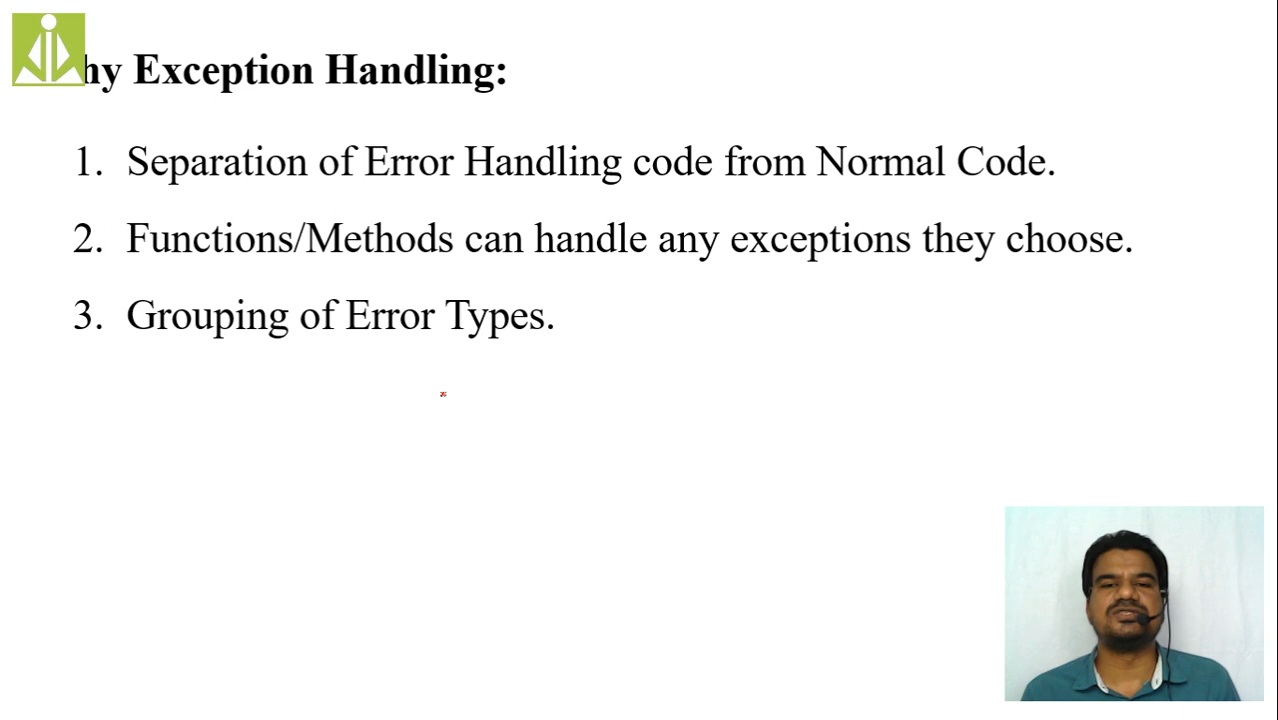 hy Exception Handling:
1. Separation of Error Handling code from Normal Code.
2. Functions/Methods can handle any exceptions they choose.
3. Grouping of Error Types.